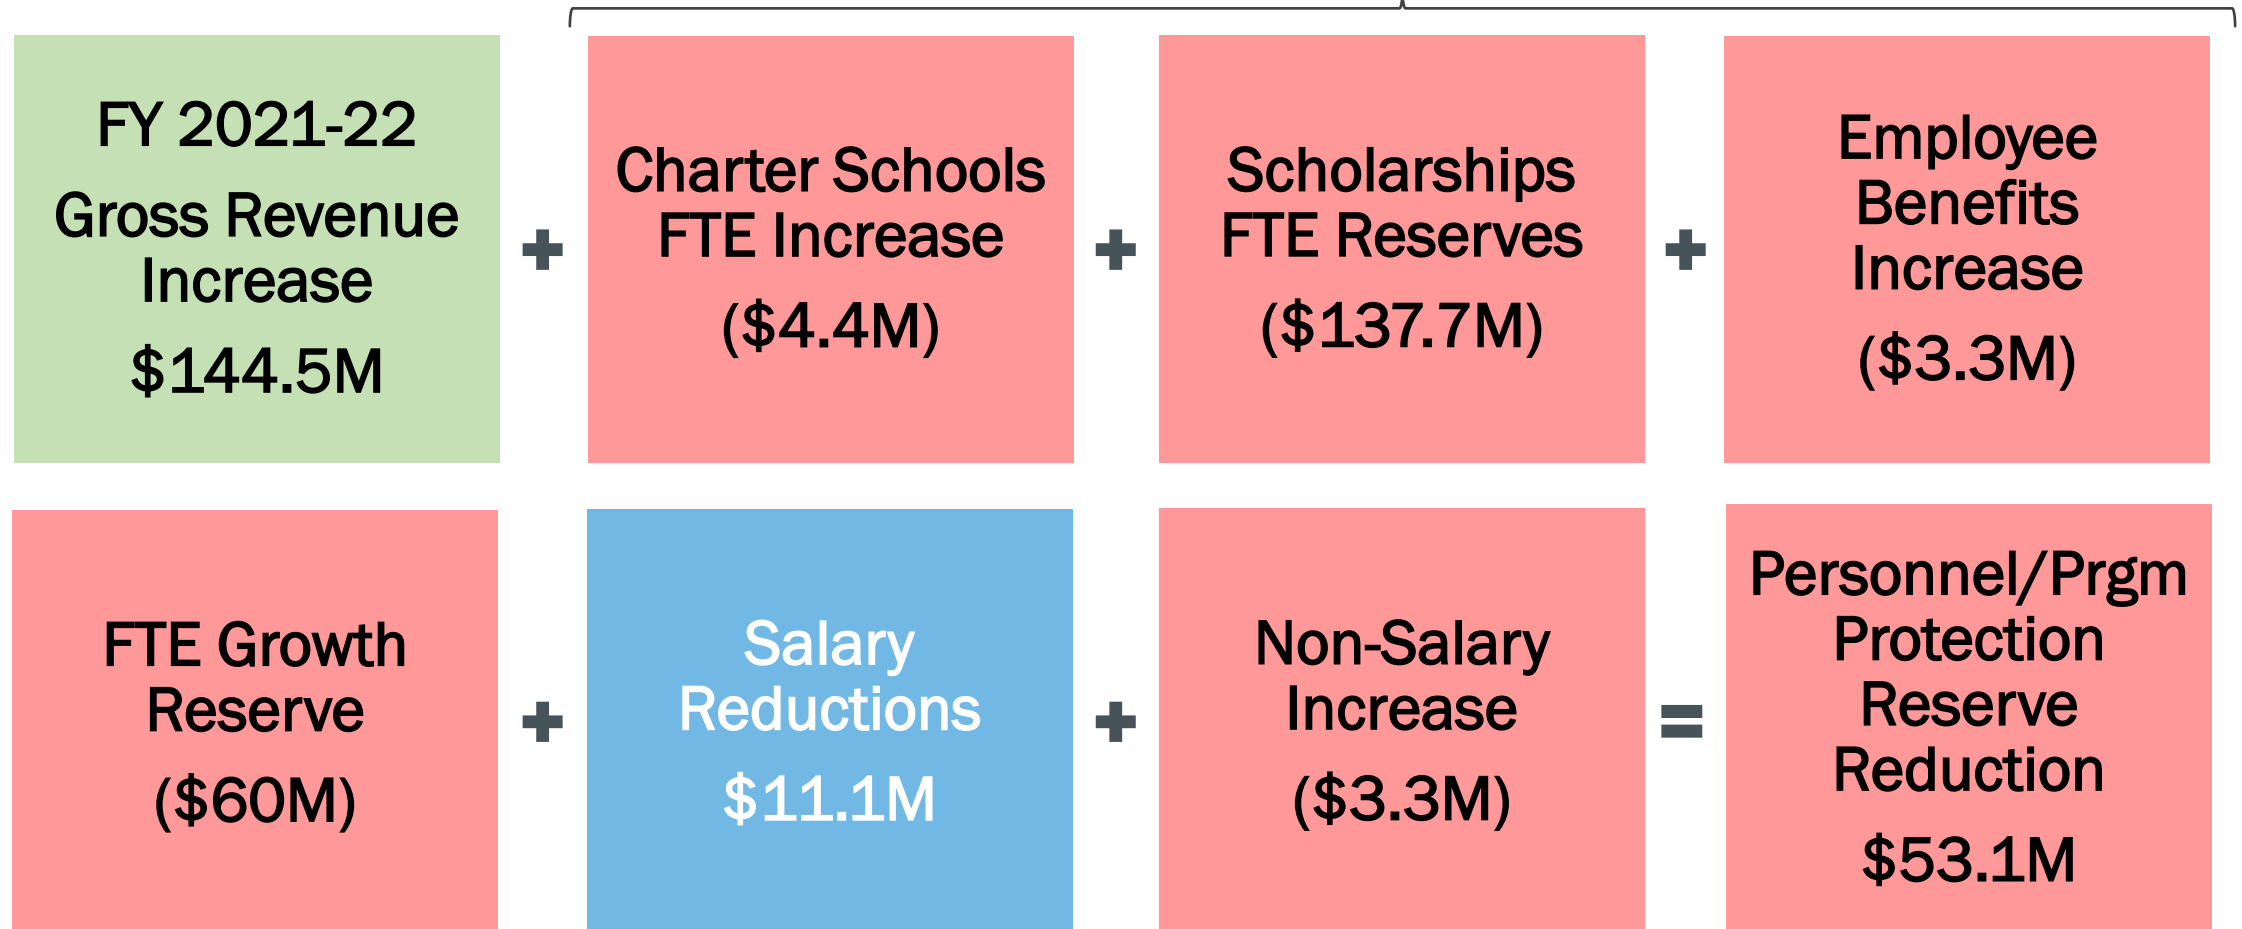 FY 2021-22
Gross Revenue
Increase
$144.5M
+
Charter Schools
FTE Increase
($4.4M)
+
Scholarships
FTE Reserves
($137.7M)
+
Employee
Benefits
Increase
($3.3M)
FTE Growth
Reserve
($60M)
+
Salary
Reductions
$11.1M
+
Non-Salary
Increase
($3.3M)
=
Personnel/Prgm
Protection
Reserve
Reduction
$53.1M